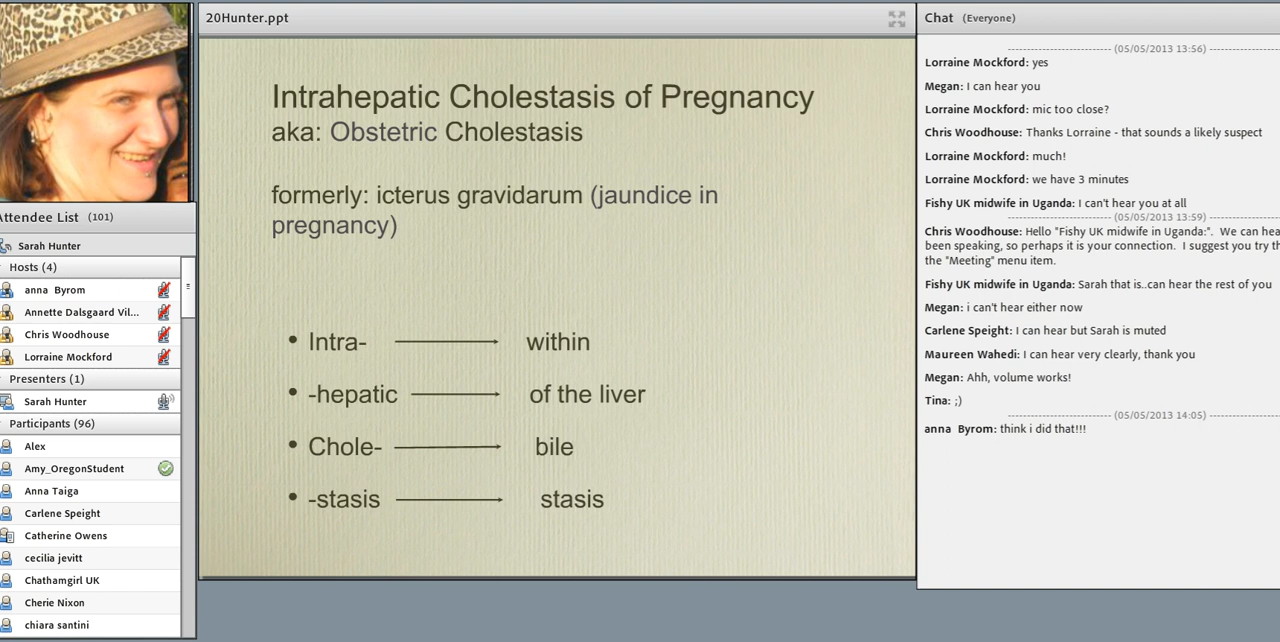 20Hunter.ppt
Intrahepatic Cholestasis of Pregnancy
aka: Obstetric Cholestasis
formerly: icterus gravidarum (jaundice in
pregnancy)
• Intra- within
• -hepatic of the liver
• Chole- bile
• -stasis stasis
Attendee List (101)
Sarah Hunter
Hosts (4)
anna Byrom
Annette Dalsgaard Vil...
Chris Woodhouse
Lorraine Mockford
Presenters (1)
Sarah Hunter
Participants (96)
Alex
Amy_OregonStudent
Anna Taiga
Carlene Speight
Catherine Owens
cecilia jevitt
Chathamgirl UK
Cherie Nixon
chiara santini
Chat (Everyone)
(05/05/2013 13:56)
Lorraine Mockford: yes
Megan: I can hear you
Lorraine Mockford: mic too close?
Chris Woodhouse: Thanks Lorraine - that sounds a likely suspect
Lorraine Mockford: much!
Lorraine Mockford: we have 3 minutes
Fishy UK midwife in Uganda: I can't hear you at all
(05/05/2013 13:59)
Chris Woodhouse: Hello "Fishy UK midwife in Uganda:". We can hea
been speaking, so perhaps it is your connection. I suggest you try th
the "Meeting" menu item.
Fishy UK midwife in Uganda: Sarah that is..can hear the rest of you
Megan: i can't hear either now
Carlene Speight: I can hear but Sarah is muted
Maureen Wahedi: I can hear very clearly, thank you
Megan: Ahh, volume works!
Tina: ;)
(05/05/2013 14:05)
anna Byrom: think i did that!!!